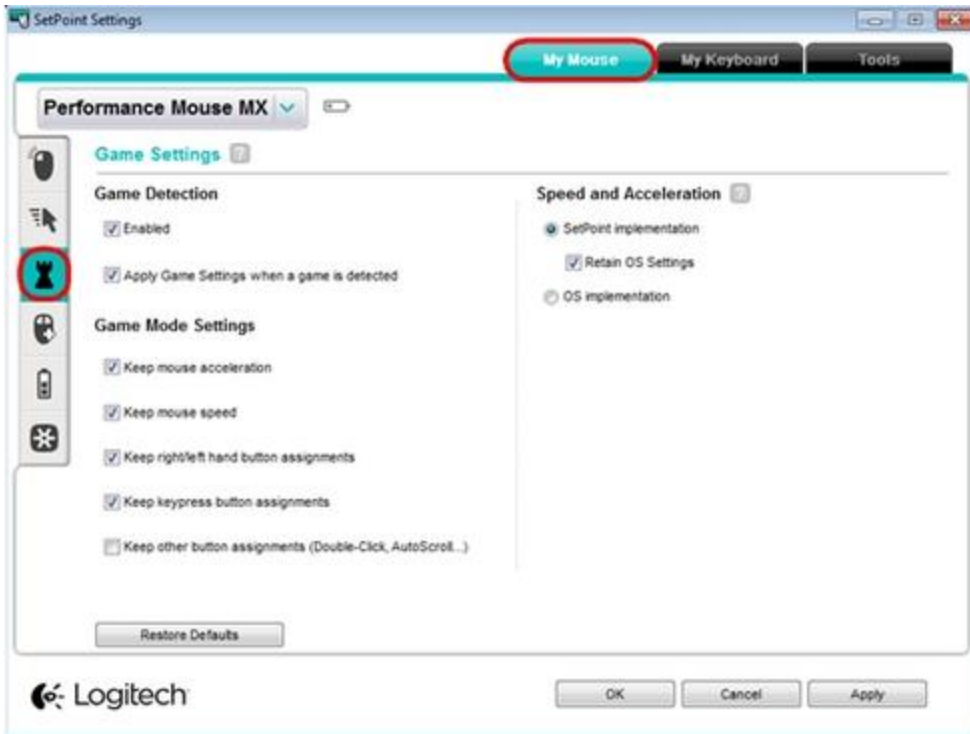 SetPoint Settings
My Mouse
My Keyboard
Tools
Performance Mouse MX
Game Settings ?
Game Detection
Enabled
Apply Game Settings when a game is detected
Game Mode Settings
Keep mouse acceleration
Keep mouse speed
Keep right/left hand button assignments
Keep keypress button assignments
Keep other button assignments (Double-Click, AutoScroll...)
Speed and Acceleration ?
SetPoint implementation
Retain OS Settings
OS implementation
Restore Defaults
Logitech
OK
Cancel
Apply